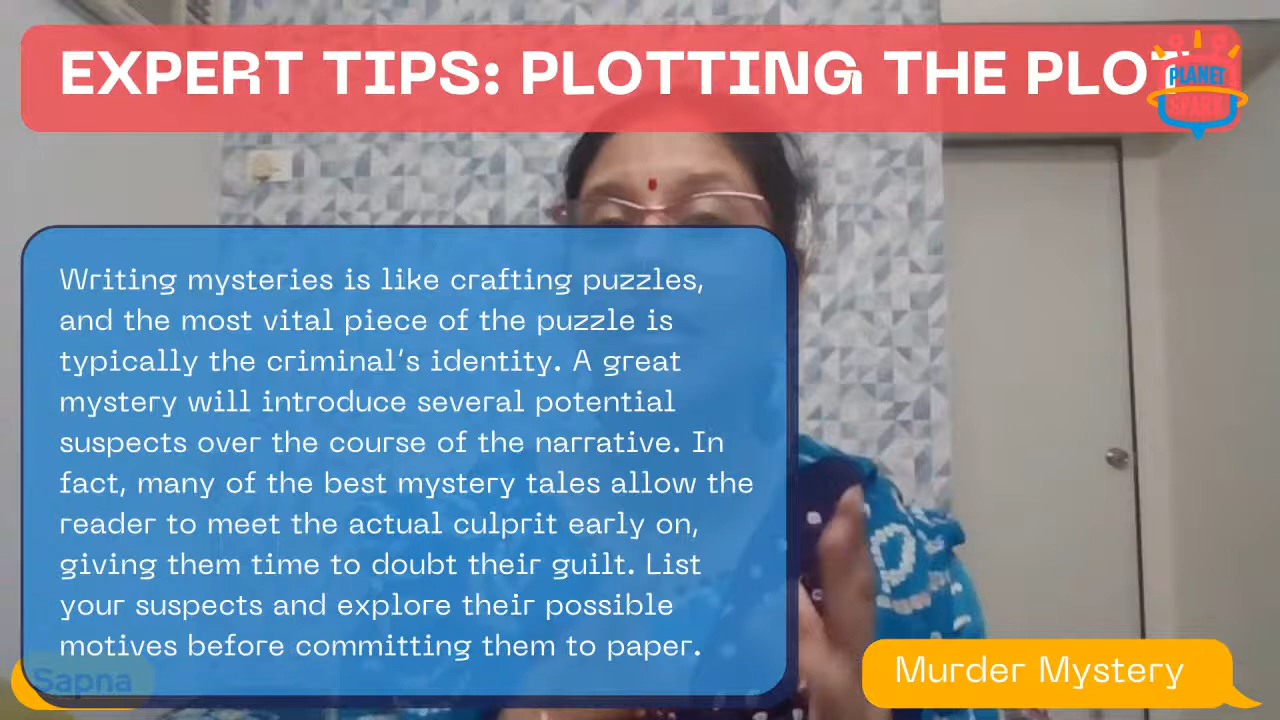 EXPERT TIPS: PLOTTING THE PLOT
PLANET
SPARK
Writing mysteries is like crafting puzzles,
and the most vital piece of the puzzle is
typically the criminal's identity. A great
mystery will introduce several potential
suspects over the course of the narrative. In
fact, many of the best mystery tales allow the
reader to meet the actual culprit early on,
giving them time to doubt their guilt. List
your suspects and explore their possible
motives before committing them to paper.
Sapna
Murder Mystery